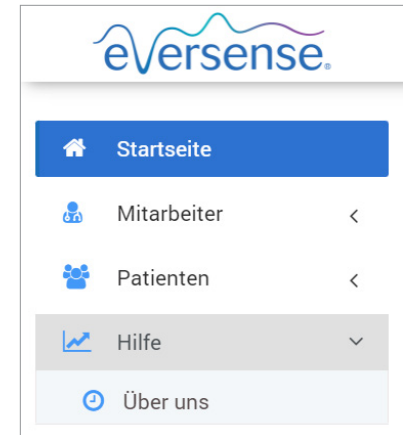 eversense®
Startseite
Mitarbeiter
Patienten
Hilfe
Über uns